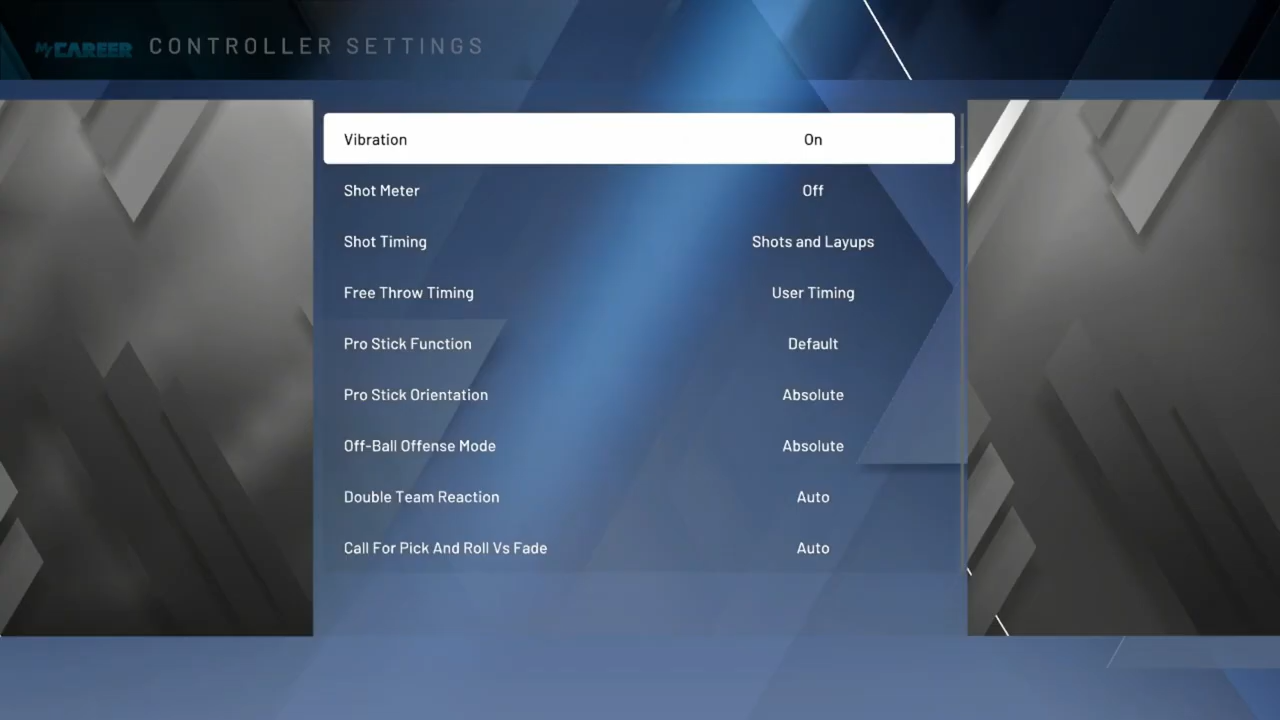 MyCAREER CONTROLLER SETTINGS
Vibration On
Shot Meter Off
Shot Timing Shots and Layups
Free Throw Timing User Timing
Pro Stick Function Default
Pro Stick Orientation Absolute
Off-Ball Offense Mode Absolute
Double Team Reaction Auto
Call For Pick And Roll Vs Fade Auto